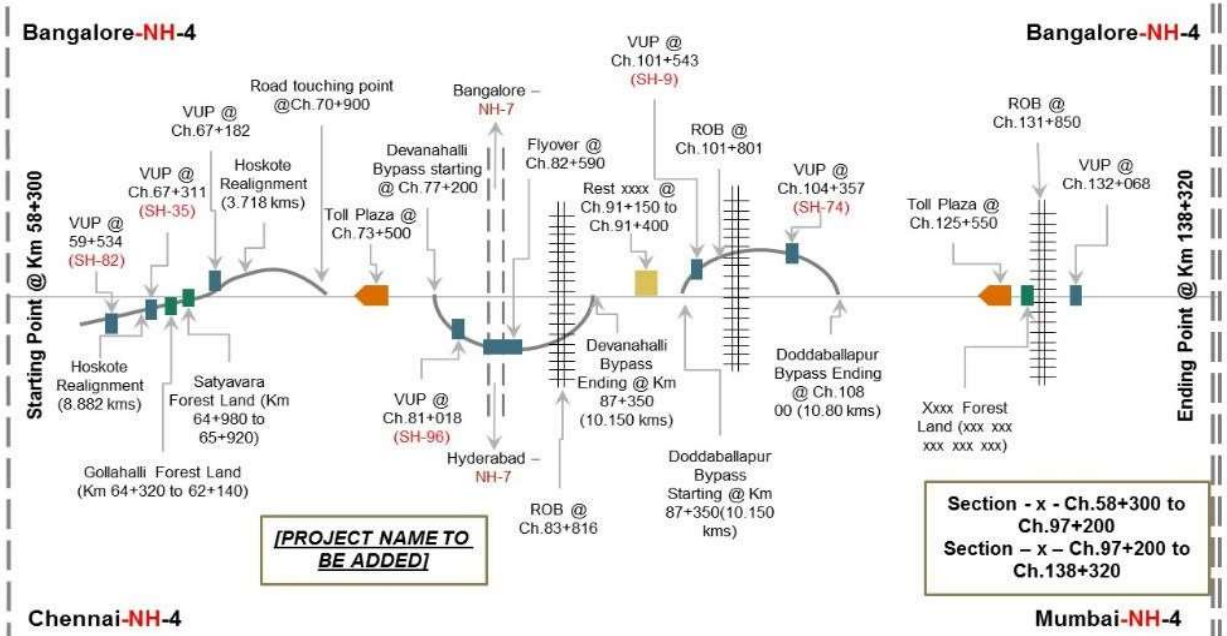 Bangalore-NH-4
Bangalore-NH-4
Starting Point @ Km 58+300
VUP @
59+534
(SH-82)
VUP @
Ch.67+311
(SH-35)
VUP @
Ch.67+182
Hoskote
Realignment
(3.718 kms)
Road touching point
@Ch.70+900
Toll Plaza @
Ch.73+500
Devanahalli
Bypass starting
@ Ch.77+200
Bangalore –
NH-7
Flyover @
Ch.82+590
Rest xxxx @
Ch.91+150 to
Ch.91+400
VUP @
Ch.101+543
(SH-9)
ROB @
Ch.101+801
VUP @
Ch.104+357
(SH-74)
Toll Plaza @
Ch.125+550
ROB @
Ch.131+850
VUP @
Ch.132+068
Ending Point @ Km 138+320
Hoskote
Realignment
(8.882 kms)
Satyavara
Forest Land (Km
64+980 to
65+920)
Gollahalli Forest Land
(Km 64+320 to 62+140)
VUP @
Ch.81+018
(SH-96)
Hyderabad –
NH-7
ROB @
Ch.83+816
Devanahalli
Bypass
Ending @ Km
87+350
(10.150 kms)
Doddaballapur
Bypass
Starting @ Km
87+350(10.150
kms)
Doddaballapur
Bypass Ending
@ Ch.108
00 (10.80 kms)
Xxxx Forest
Land (xxx xxx
xxx xxx xxx)
[PROJECT NAME TO
BE ADDED]
Section - x - Ch.58+300 to
Ch.97+200
Section – x – Ch.97+200 to
Ch.138+320
Chennai-NH-4
Mumbai-NH-4